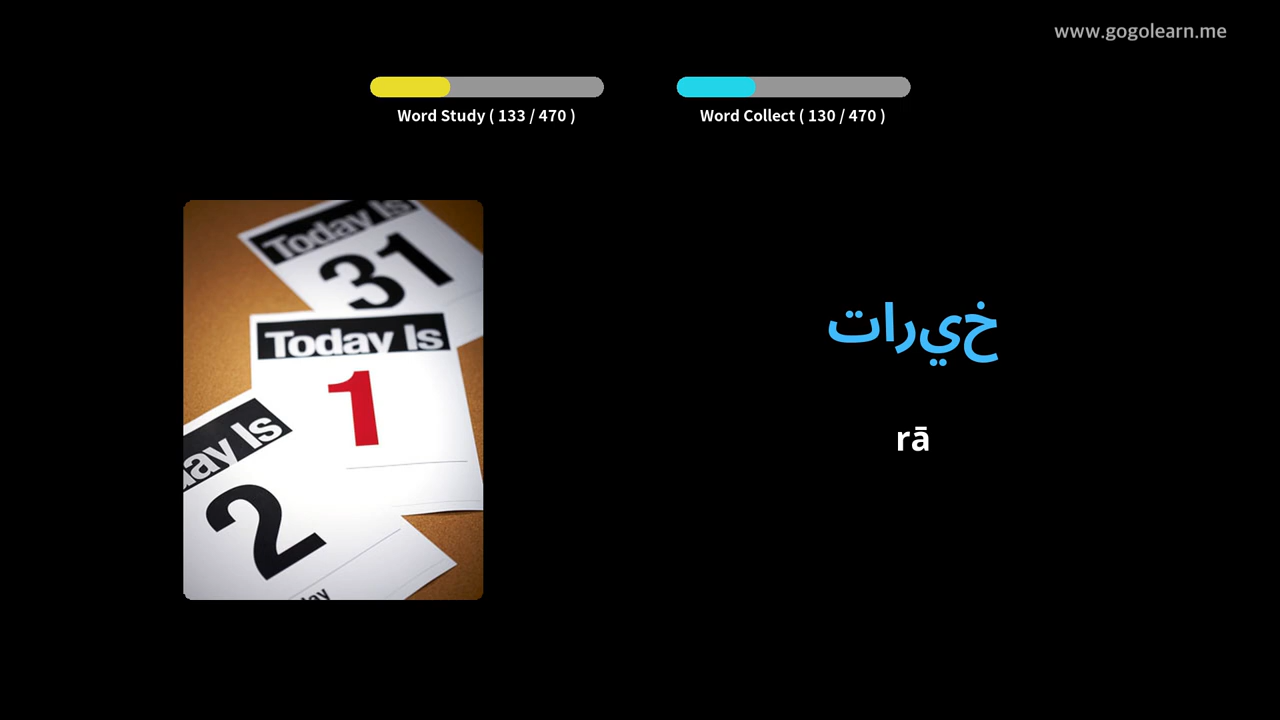 www.gogolearn.me
Word Study ( 133 / 470 )
Word Collect ( 130 / 470 )
Today Is
31
Today Is
1
ay Is
2
خيرات
rā